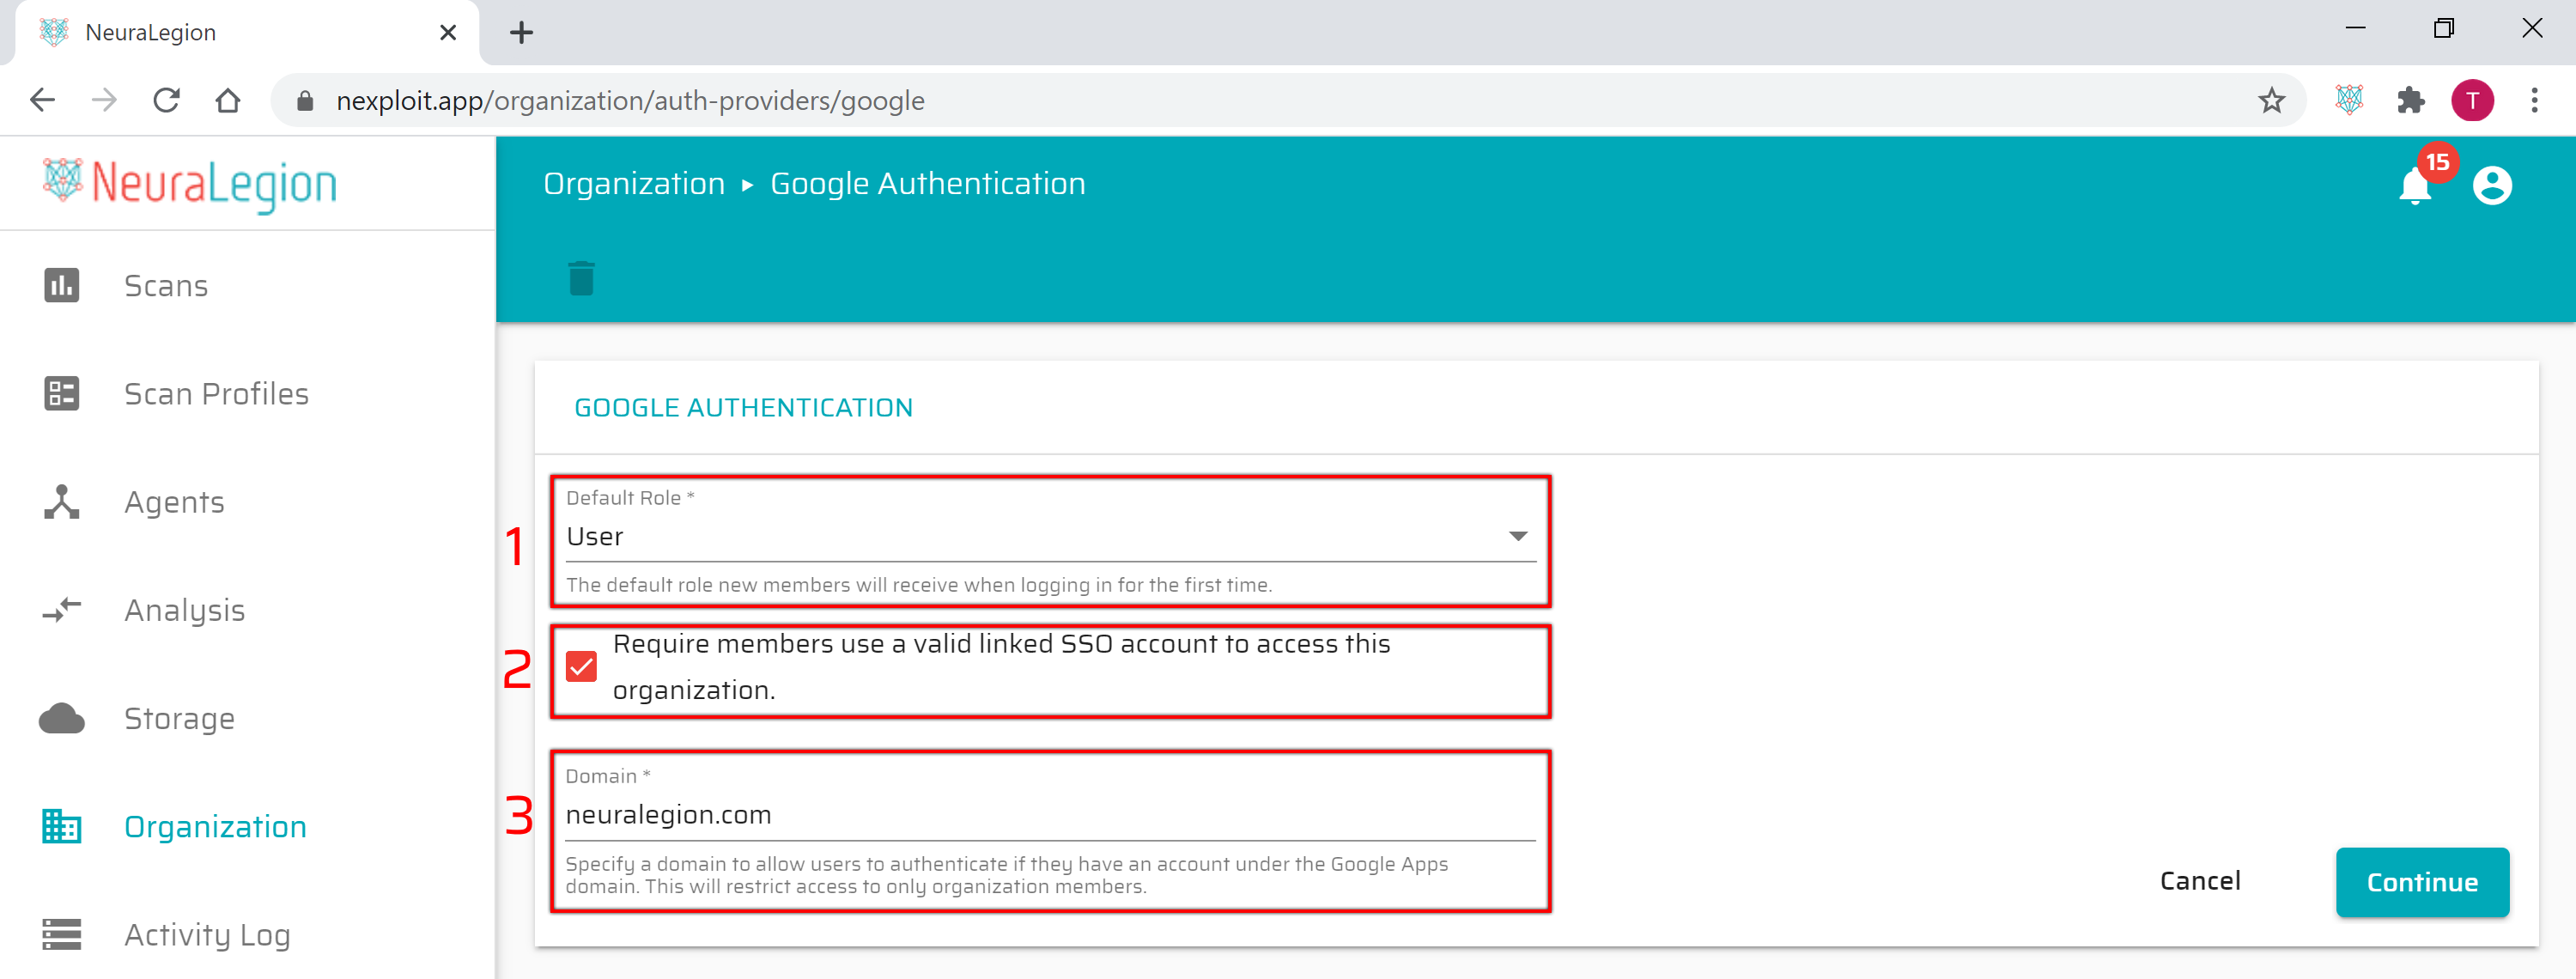 NeuraLegion
nexploit.app/organization/auth-providers/google
T
NeuraLegion
Organization ▸ Google Authentication
15
Scans
Scan Profiles
Agents
Analysis
Storage
Organization
Activity Log
GOOGLE AUTHENTICATION
1
Default Role *
User
The default role new members will receive when logging in for the first time.
2
Require members use a valid linked SSO account to access this
organization.
3
Domain *
neuralegion.com
Specify a domain to allow users to authenticate if they have an account under the Google Apps
domain. This will restrict access to only organization members.
Cancel
Continue